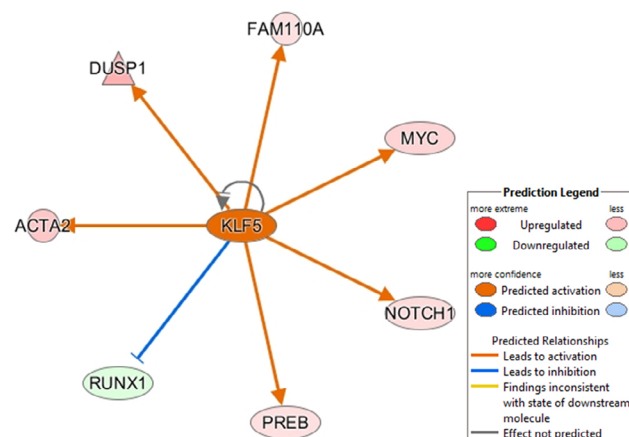 FAM110A
DUSP1
MYC
ACTA2
KLF5
NOTCH1
RUNX1
PREB
Prediction Legend
more extreme less
Upregulated
Downregulated
more confidence less
Predicted activation
Predicted inhibition
Predicted Relationships
Leads to activation
Leads to inhibition
Findings inconsistent
with state of downstream
molecule
Effect not predicted